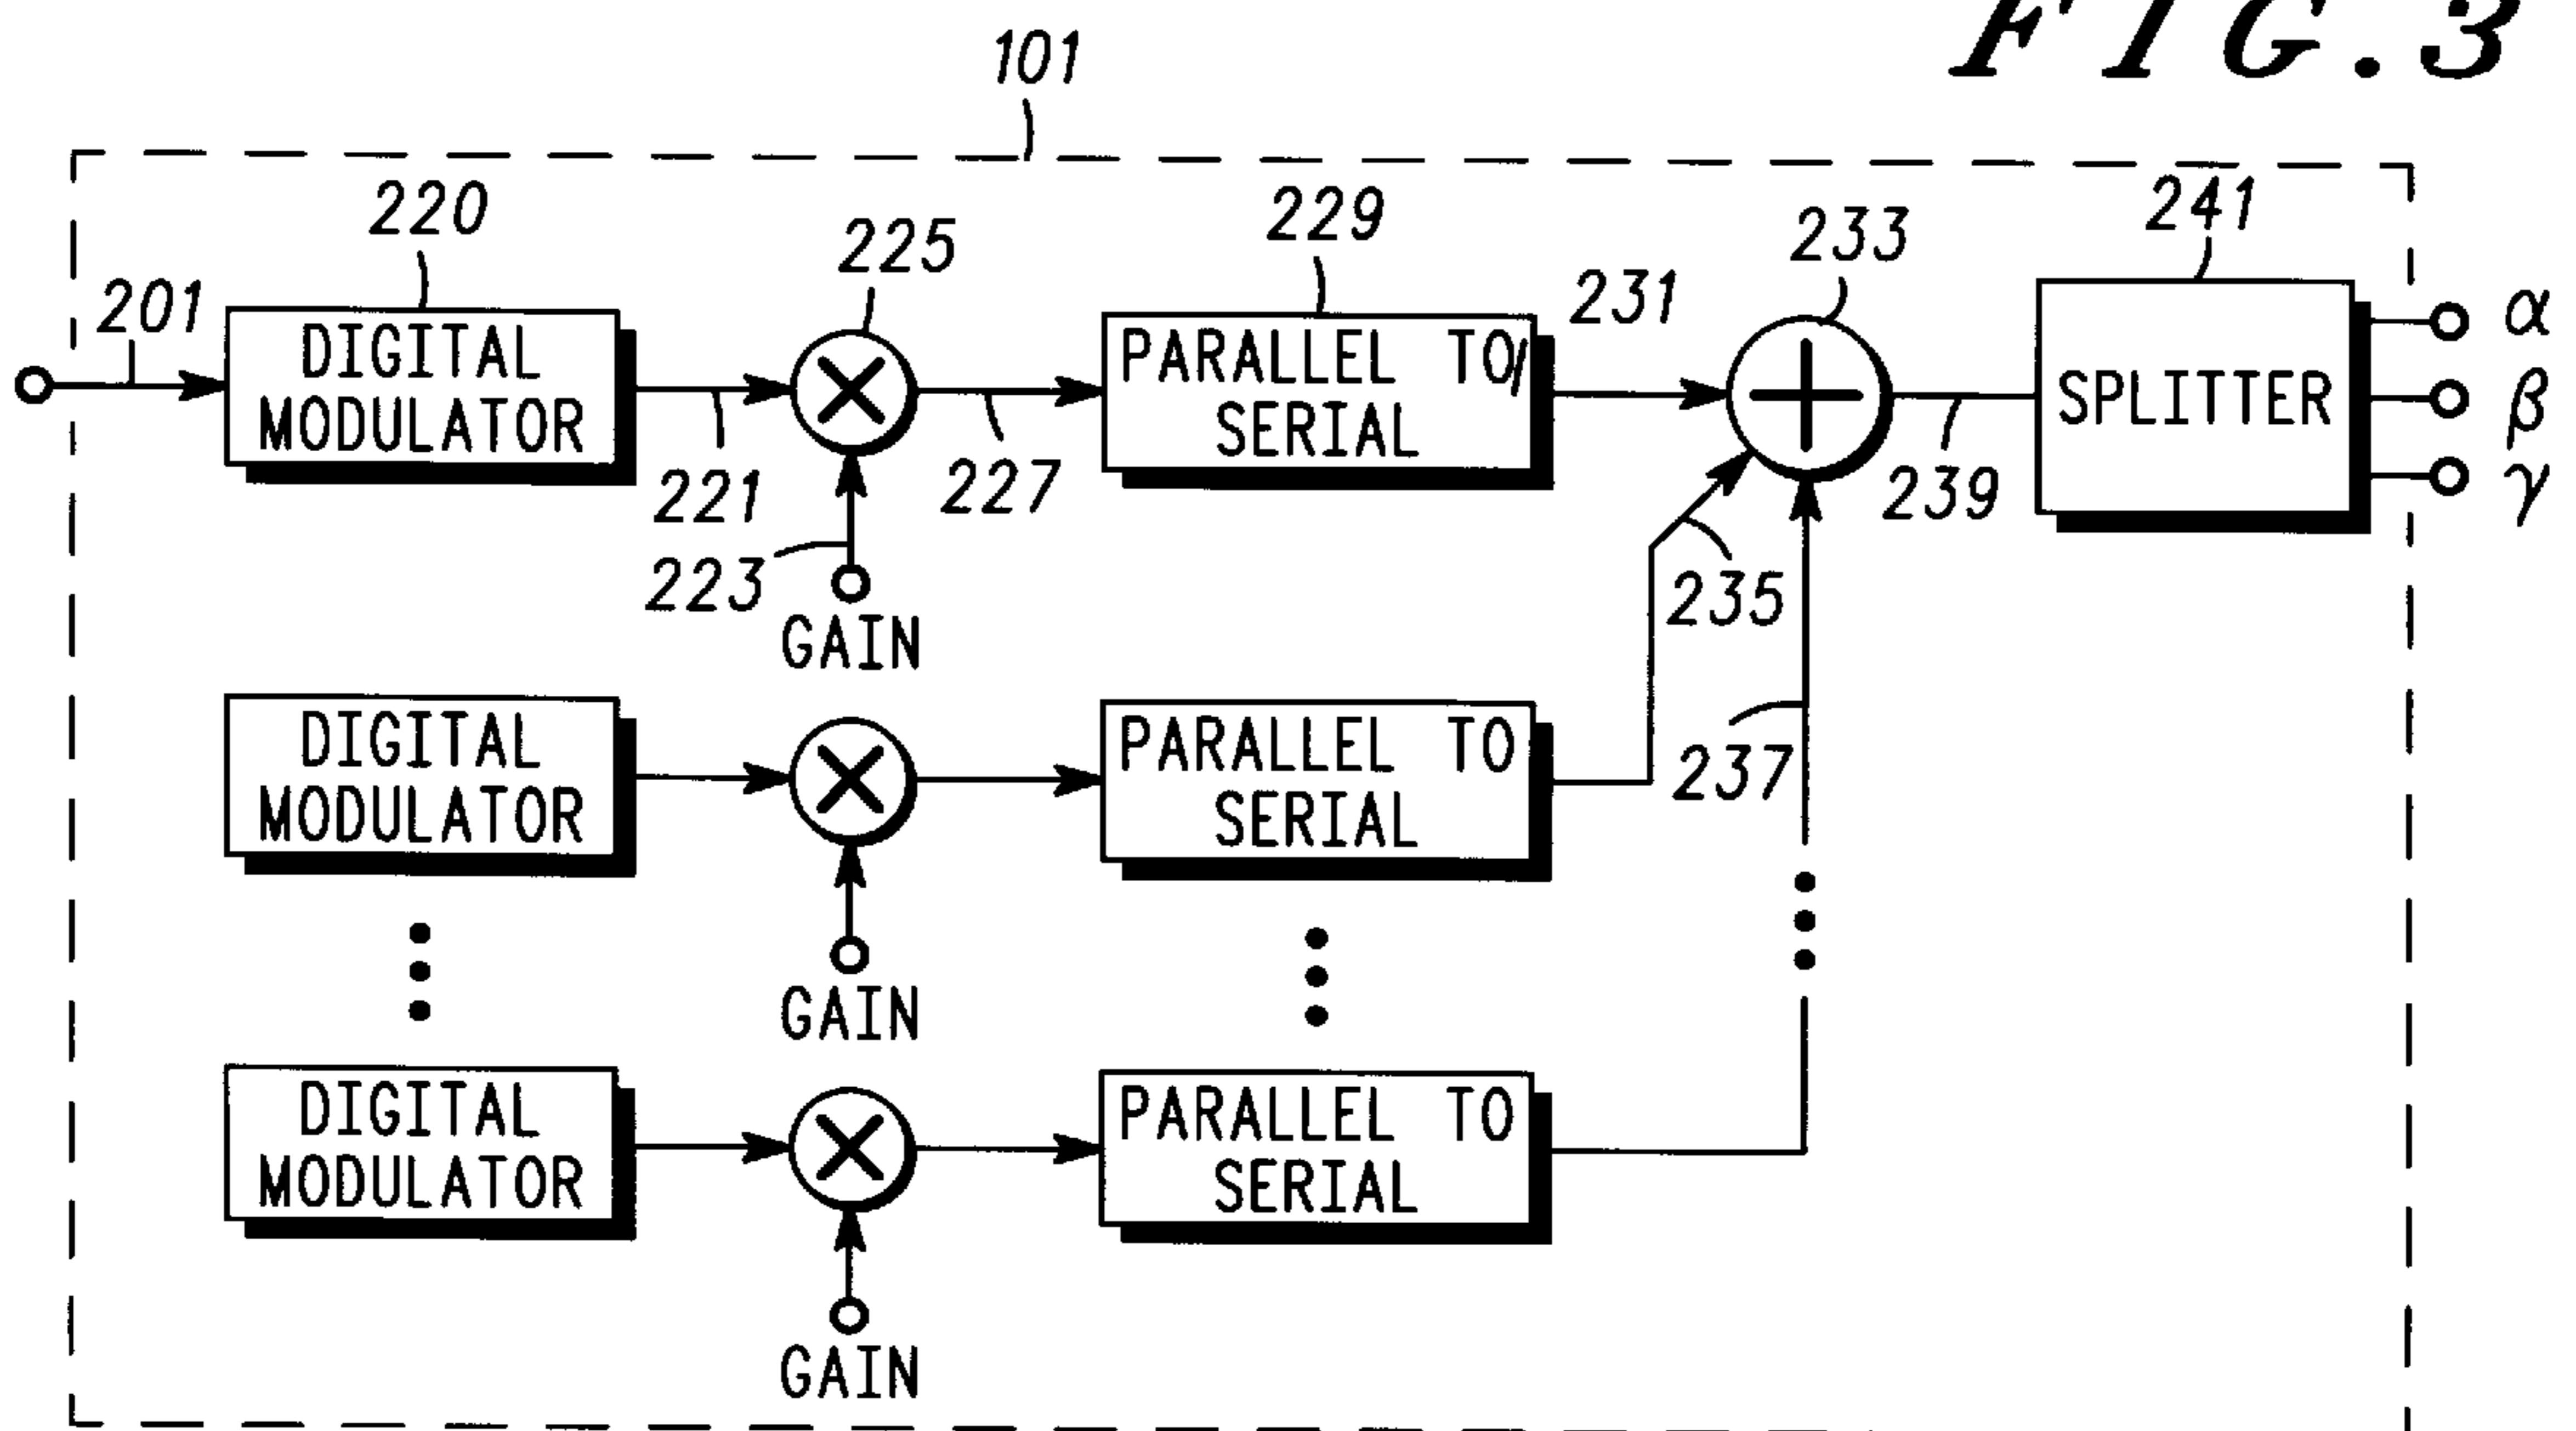 FIG.3
101
220
225
229
233
241
201
231
α
DIGITAL
MODULATOR
PARALLEL TO
SERIAL
SPLITTER
β
221
227
239
γ
223
235
GAIN
DIGITAL
MODULATOR
PARALLEL TO
SERIAL
237
GAIN
DIGITAL
MODULATOR
PARALLEL TO
SERIAL
GAIN